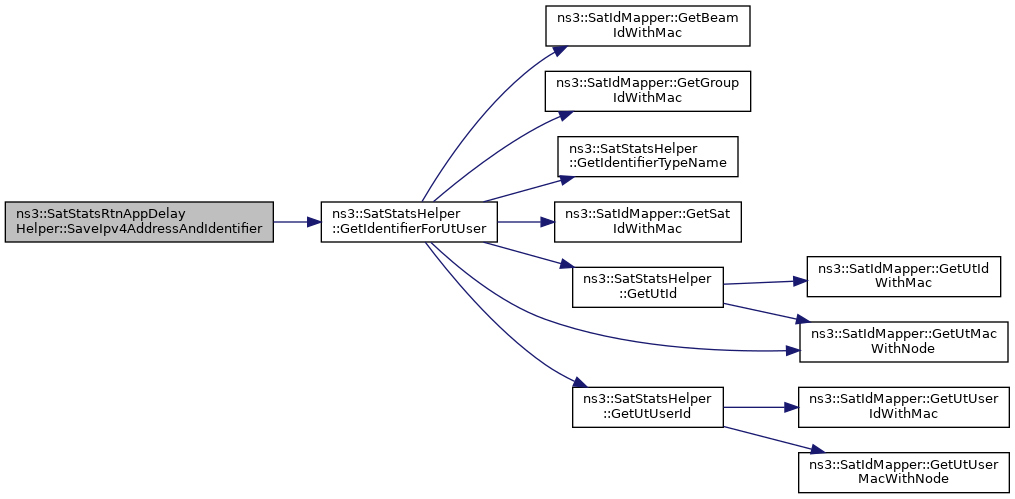 ns3::SatStatsRtnAppDelay
Helper::SaveIpv4AddressAndIdentifier
ns3::SatStatsHelper
::GetIdentifierForUtUser
ns3::SatIdMapper::GetBeam
IdWithMac
ns3::SatIdMapper::GetGroup
IdWithMac
ns3::SatStatsHelper
::GetIdentifierTypeName
ns3::SatIdMapper::GetSat
IdWithMac
ns3::SatStatsHelper
::GetUtId
ns3::SatIdMapper::GetUtId
WithMac
ns3::SatIdMapper::GetUtMac
WithNode
ns3::SatStatsHelper
::GetUtUserId
ns3::SatIdMapper::GetUtUser
IdWithMac
ns3::SatIdMapper::GetUtUser
MacWithNode